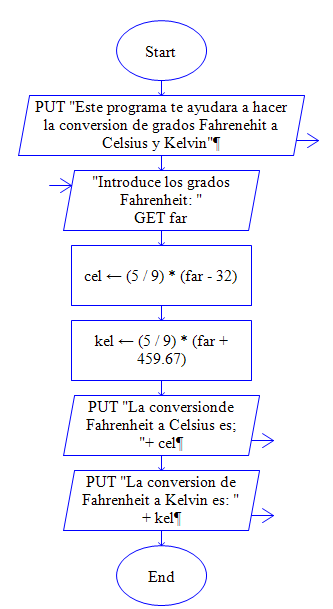 Start
PUT "Este programa te ayudara a hacer
la conversion de grados Fahrenehit a
Celsius y Kelvin"¶
"Introduce los grados
Fahrenheit: "
GET far
cel ← (5 / 9) * (far - 32)
kel ← (5 / 9) * (far +
459.67)
PUT "La conversionde
Fahrenheit a Celsius es;
"+ cel¶
PUT "La conversion de
Fahrenheit a Kelvin es: "
+ kel¶
End